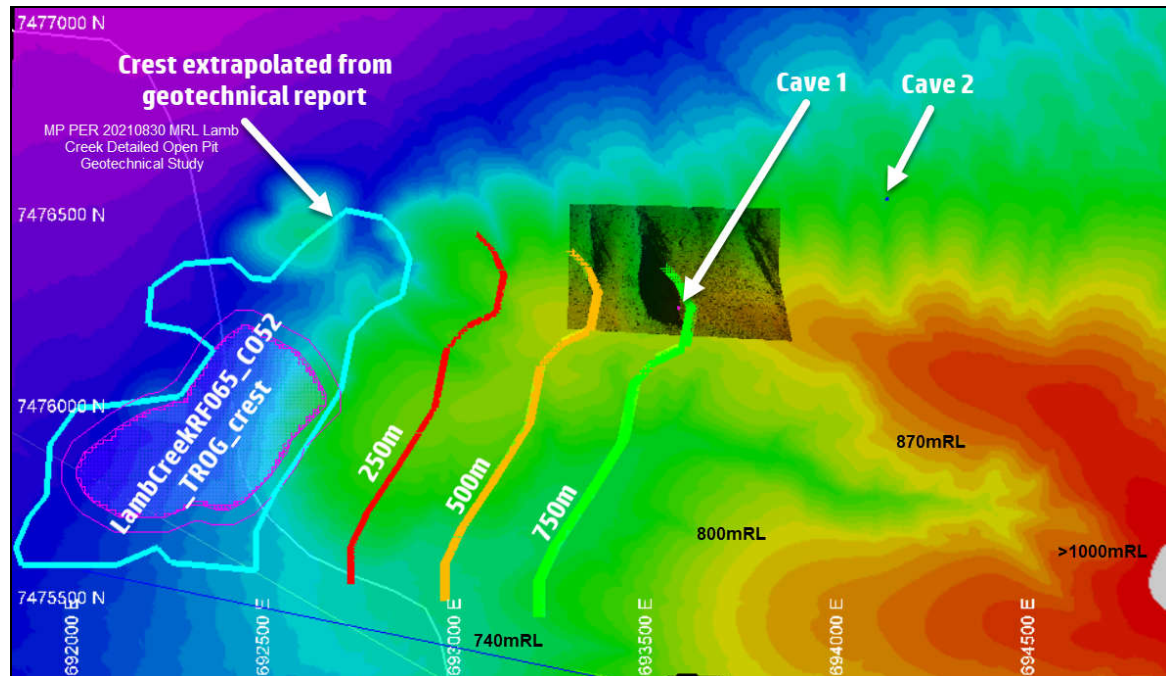 7477000 N
Crest extrapolated from
geotechnical report
MP PER 20210830 MRL Lamb
Creek Detailed Open Pit
Geotechnical Study
Cave 1
Cave 2
7476500 N
LambCreekRF065_C052
_TROG_crest
7476000 N
250m
500m
750m
870mRL
800mRL
>1000mRL
7475500 N
740mRL
692000 E
692500 E
693000 E
693500 E
694000 E
694500 E